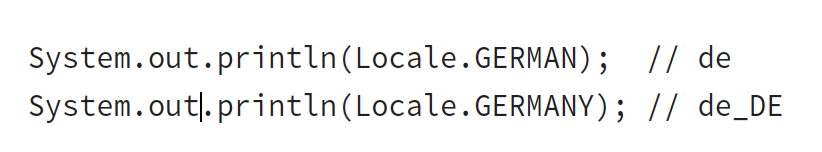 System.out.println(Locale.GERMAN);  // de
System.out.println(Locale.GERMANY); // de_DE